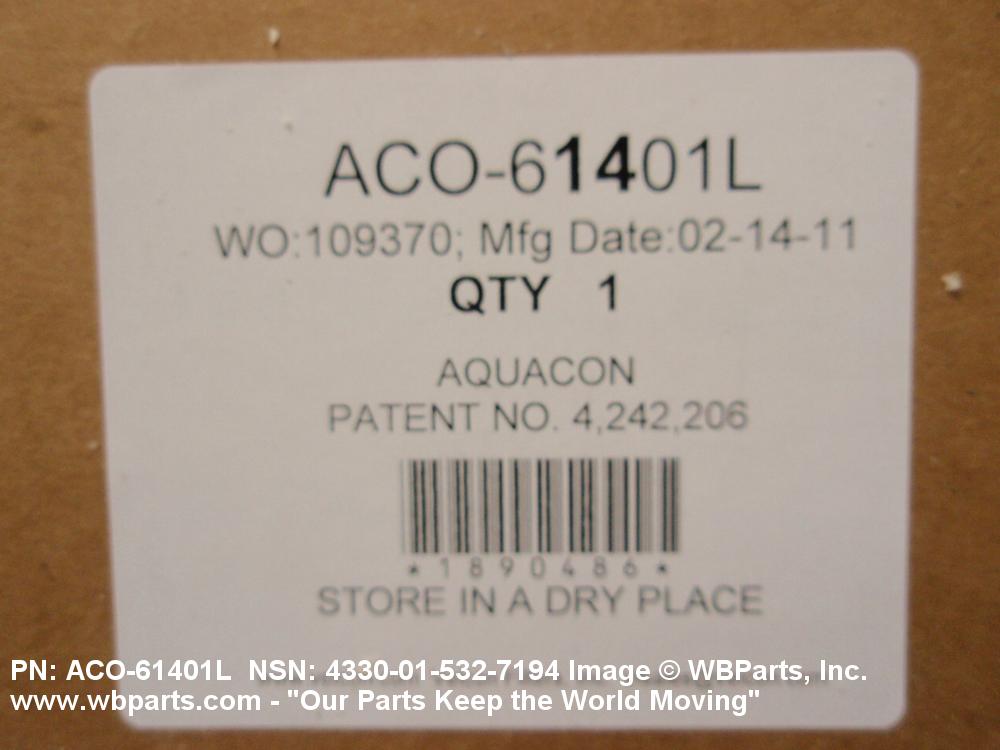 ACO-61401L
WO:109370; Mfg Date:02-14-11
QTY 1
AQUACON
PATENT NO. 4,242,206
*1890486*
STORE IN A DRY PLACE
PN: ACO-61401L NSN: 4330-01-532-7194 Image © WBParts, Inc.
www.wbparts.com - "Our Parts Keep the World Moving"